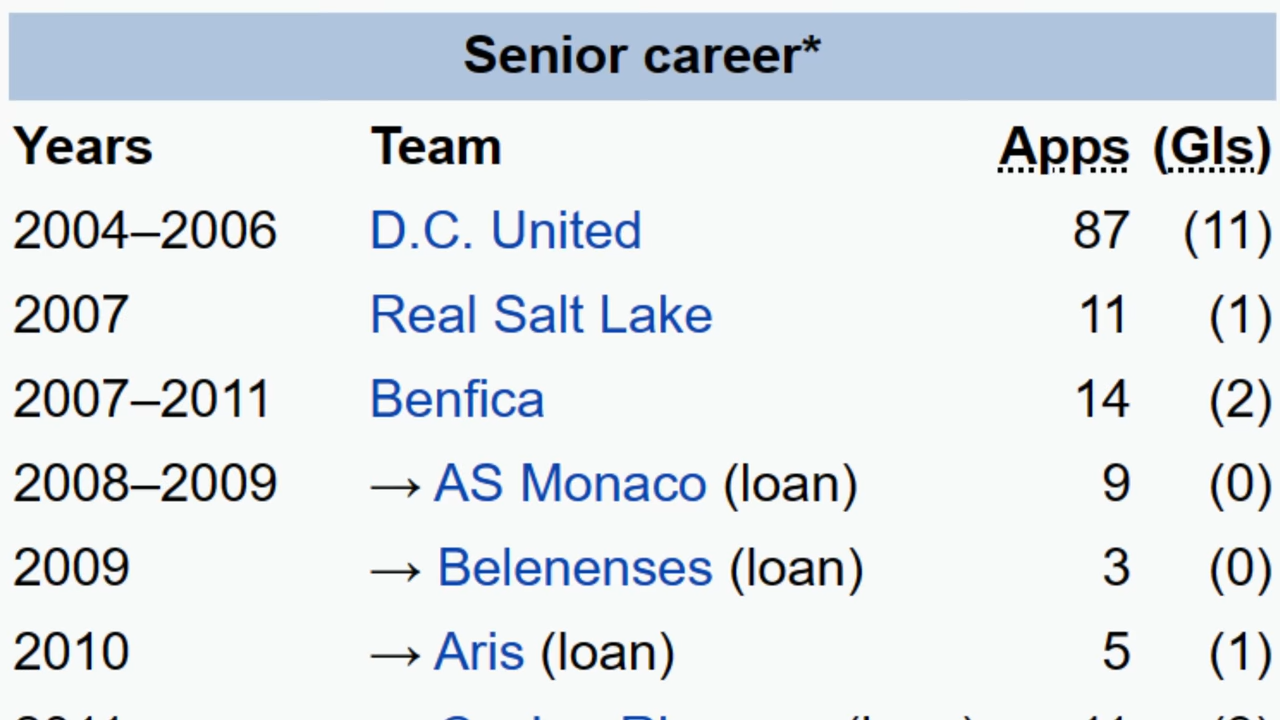 Senior career*
Years Team Apps (Gls)
2004–2006 D.C. United 87 (11)
2007 Real Salt Lake 11 (1)
2007–2011 Benfica 14 (2)
2008–2009 → AS Monaco (loan) 9 (0)
2009 → Belenenses (loan) 3 (0)
2010 → Aris (loan) 5 (1)